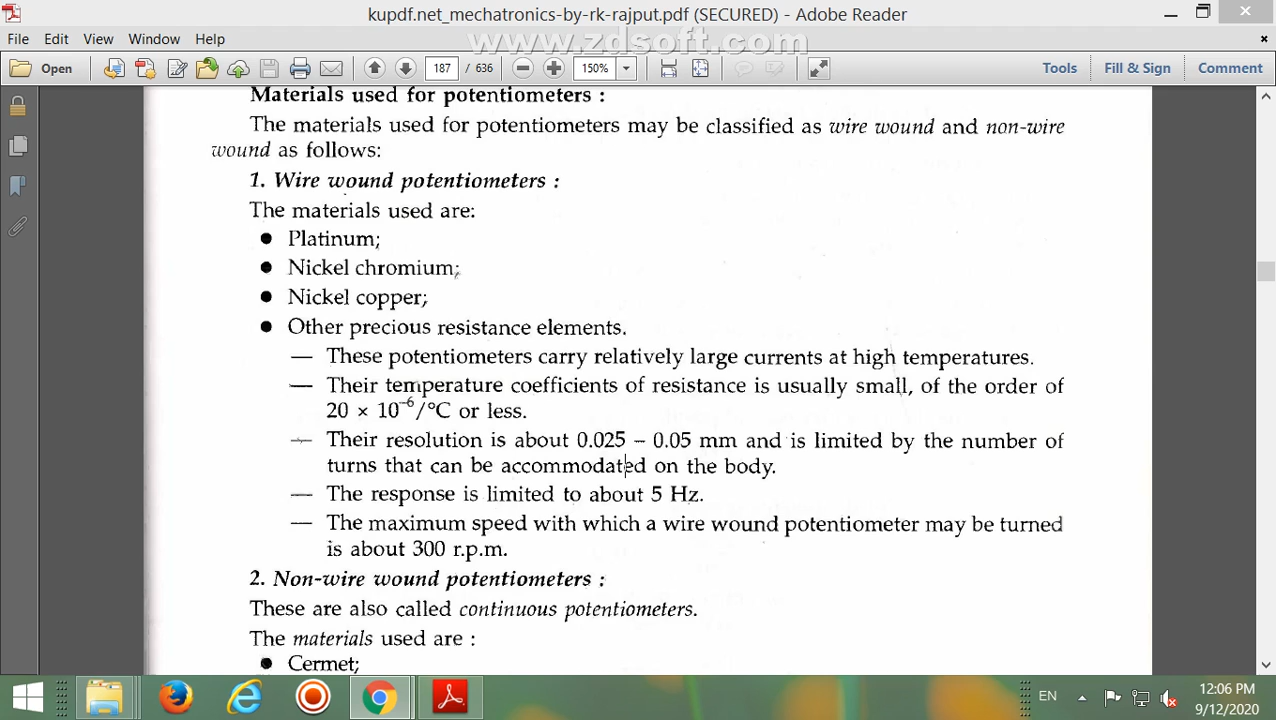 kupdf.net_mechatronics-by-rk-rajput.pdf (SECURED) - Adobe Reader
www.zdsoft.com
File Edit View Window Help
Open 187 / 636 150% Tools Fill & Sign Comment
Materials used for potentiometers :
The materials used for potentiometers may be classified as wire wound and non-wire
wound as follows:
1. Wire wound potentiometers :
The materials used are:
● Platinum;
● Nickel chromium;
● Nickel copper;
● Other precious resistance elements.
— These potentiometers carry relatively large currents at high temperatures.
— Their temperature coefficients of resistance is usually small, of the order of
20 × 10⁻⁶/°C or less.
— Their resolution is about 0.025 – 0.05 mm and is limited by the number of
turns that can be accommodated on the body.
— The response is limited to about 5 Hz.
— The maximum speed with which a wire wound potentiometer may be turned
is about 300 r.p.m.
2. Non-wire wound potentiometers :
These are also called continuous potentiometers.
The materials used are :
● Cermet;
EN 12:06 PM
9/12/2020